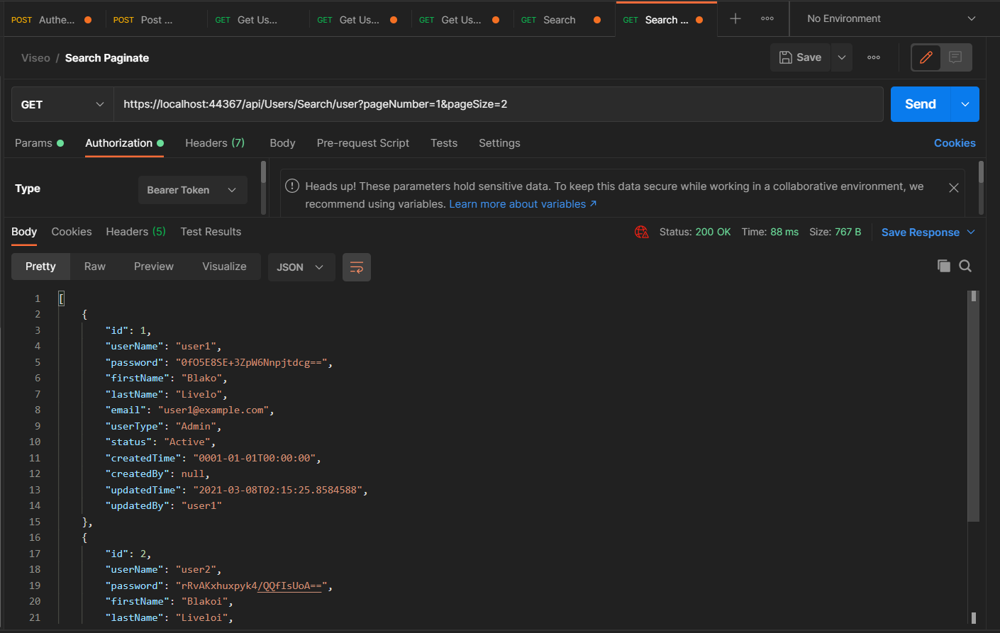 POST Authe... POST Post ... GET Get Us... GET Get Us... GET Get Us... GET Search GET Search ... No Environment
Viseo / Search Paginate Save
GET https://localhost:44367/api/Users/Search/user?pageNumber=1&pageSize=2 Send
Params Authorization Headers (7) Body Pre-request Script Tests Settings Cookies
Type Bearer Token
Heads up! These parameters hold sensitive data. To keep this data secure while working in a collaborative environment, we
recommend using variables. Learn more about variables ↗
Body Cookies Headers (5) Test Results Status: 200 OK Time: 88 ms Size: 767 B Save Response
Pretty Raw Preview Visualize JSON
1 [
2 {
3 "id": 1,
4 "userName": "user1",
5 "password": "0fO5E8SE+3ZpW6Nnpjtdcg==",
6 "firstName": "Blako",
7 "lastName": "Livelo",
8 "email": "user1@example.com",
9 "userType": "Admin",
10 "status": "Active",
11 "createdTime": "0001-01-01T00:00:00",
12 "createdBy": null,
13 "updatedTime": "2021-03-08T02:15:25.8584588",
14 "updatedBy": "user1"
15 },
16 {
17 "id": 2,
18 "userName": "user2",
19 "password": "rRvAKxhuxpyk4/QQfIsUoA==",
20 "firstName": "Blakoi",
21 "lastName": "Liveloi",